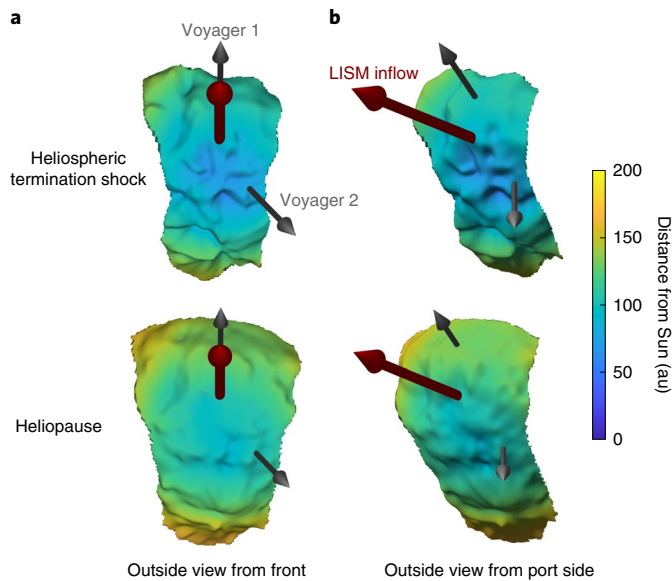 a
b
Voyager 1
LISM inflow
Heliospheric
termination shock
Voyager 2
200
150
100
50
0
Distance from Sun (au)
Heliopause
Outside view from front
Outside view from port side